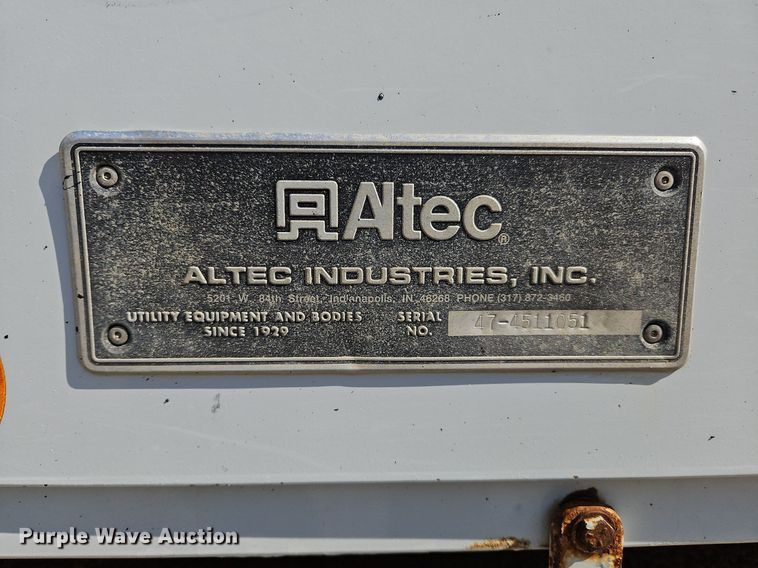 Altec®
ALTEC INDUSTRIES, INC.
5201 W. 84th Street, Indianapolis, IN 46268 PHONE (317) 872-3460
UTILITY EQUIPMENT AND BODIES SERIAL
SINCE 1929 NO. 47-4511051
Purple Wave Auction